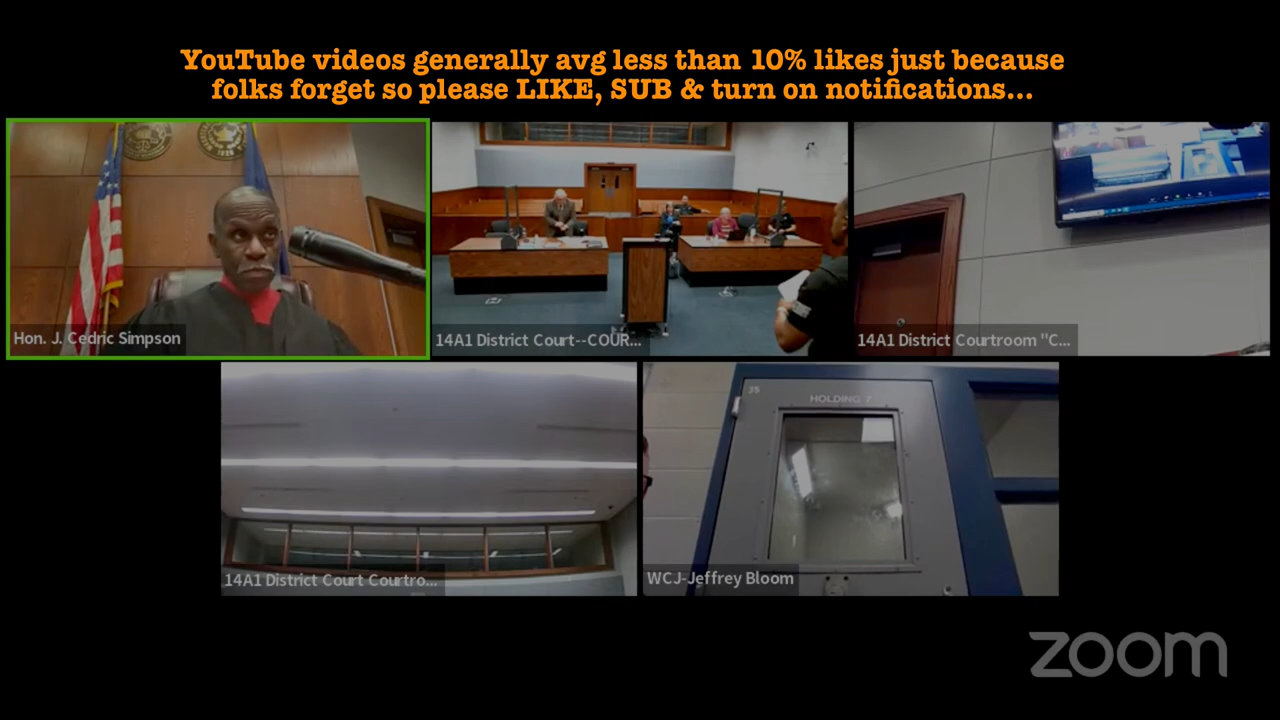 YouTube videos generally avg less than 10% likes just because
folks forget so please LIKE, SUB & turn on notifications...
Hon. J. Cedric Simpson
14A1 District Court--COUR...
14A1 District Courtroom "C...
HOLDING 7
35
14A1 District Court Courtro...
WCJ-Jeffrey Bloom
zoom